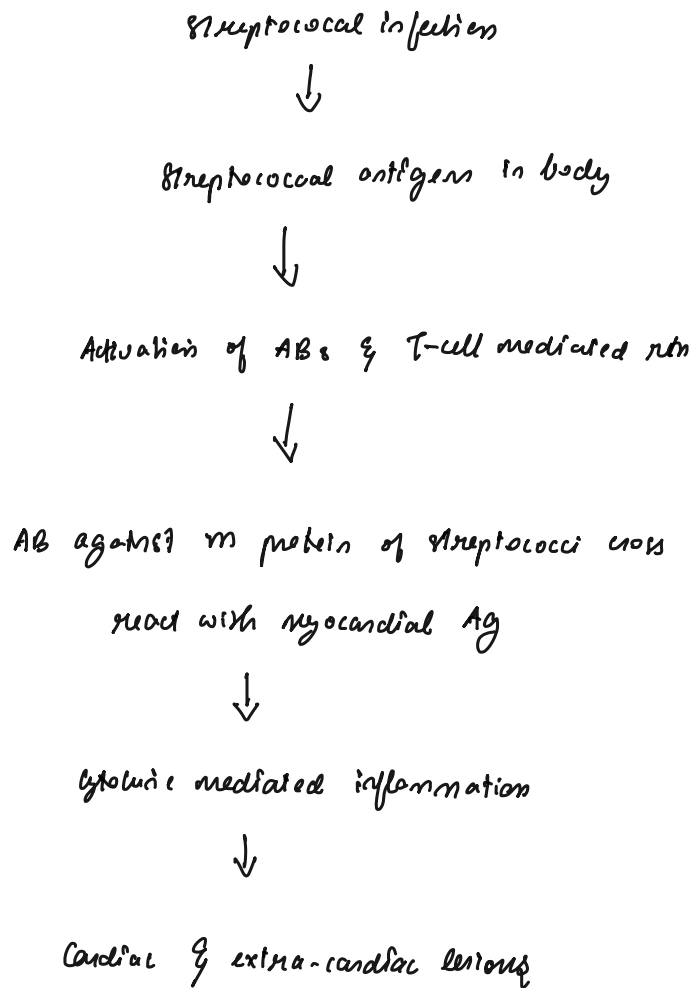 Streptococal infection
↓
Streptococcal antigens in body
↓
Activation of ABs & T-cell mediated rxn
↓
AB against m protein of streptococci cross
react with myocardial Ag
↓
Cytokine mediated inflammation
↓
Cardiac & extra-cardiac lesions